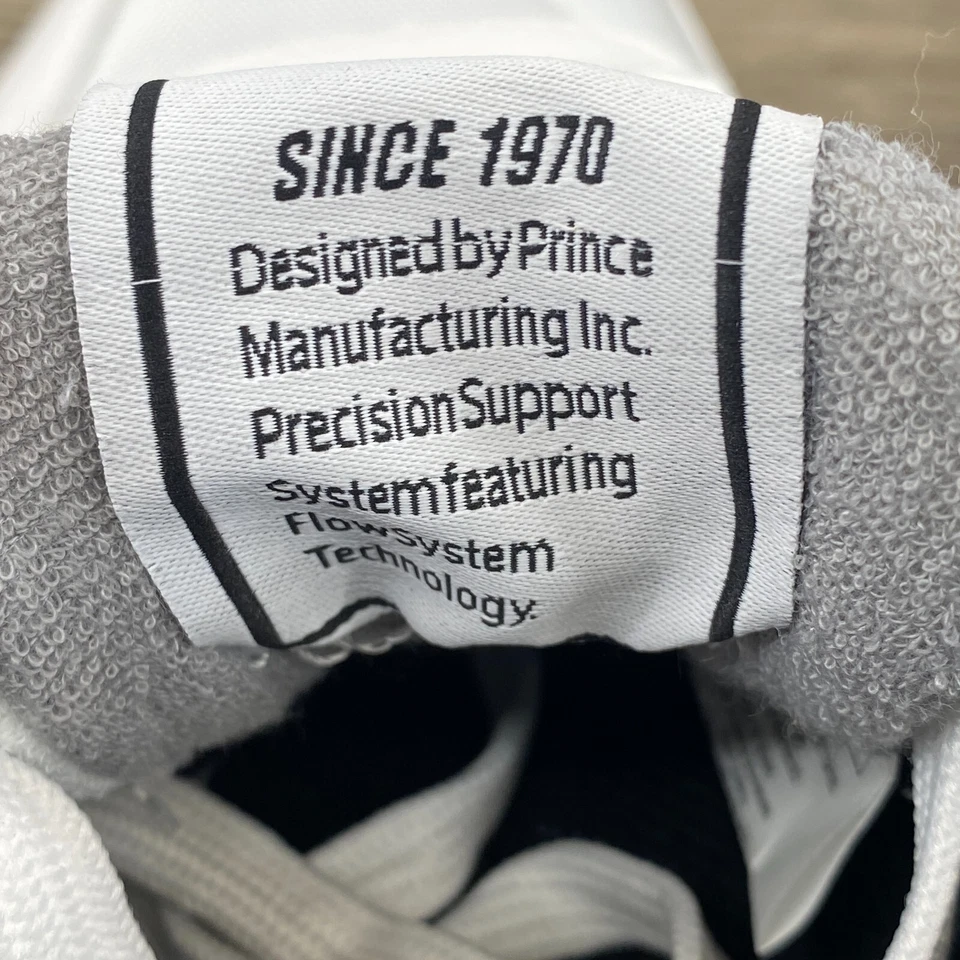 SINCE 1970
Designed by Prince
Manufacturing Inc.
Precision Support
system featuring
Flowsystem
Technology.